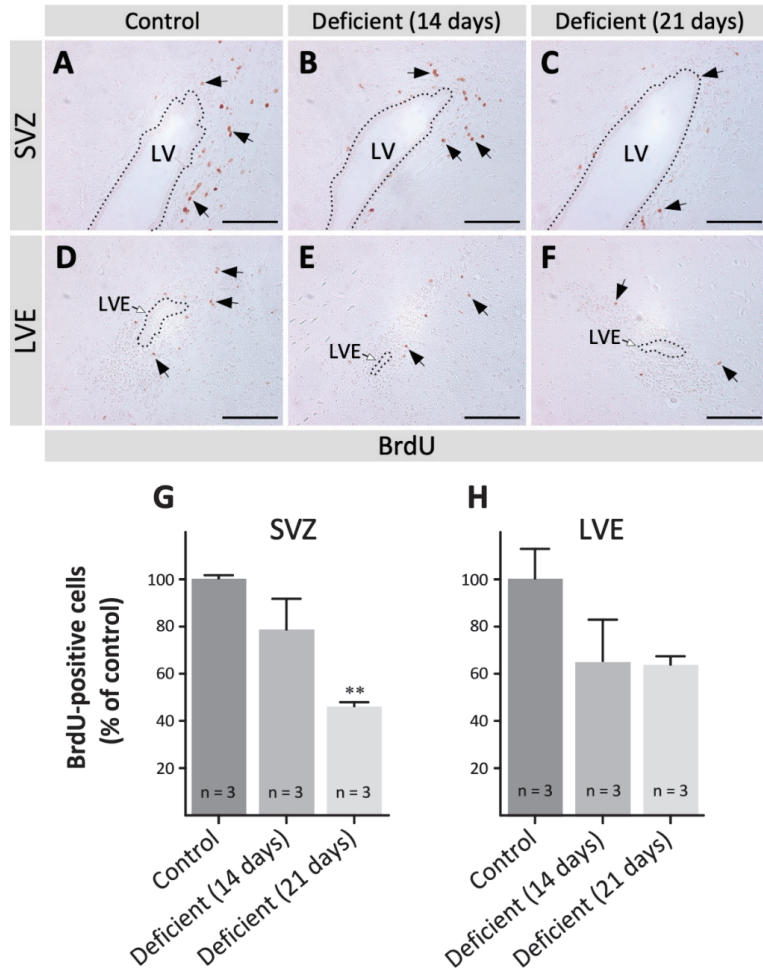 Control
Deficient (14 days)
Deficient (21 days)
SVZ
A
B
C
LV
LV
LV
LVE
D
E
F
LVE
LVE
LVE
BrdU
G
H
SVZ
LVE
BrdU-positive cells
(% of control)
100
80
60
40
20
**
n = 3
n = 3
n = 3
Control
Deficient (14 days)
Deficient (21 days)
100
80
60
40
20
n = 3
n = 3
n = 3
Control
Deficient (14 days)
Deficient (21 days)